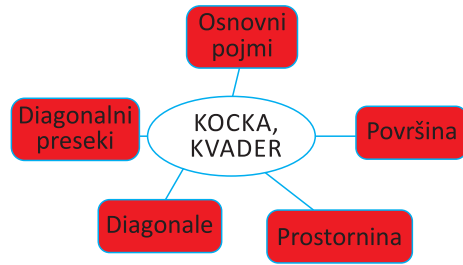 Osnovni
pojmi
Diagonalni
preseki
KOCKA,
KVADER
Površina
Diagonale
Prostornina